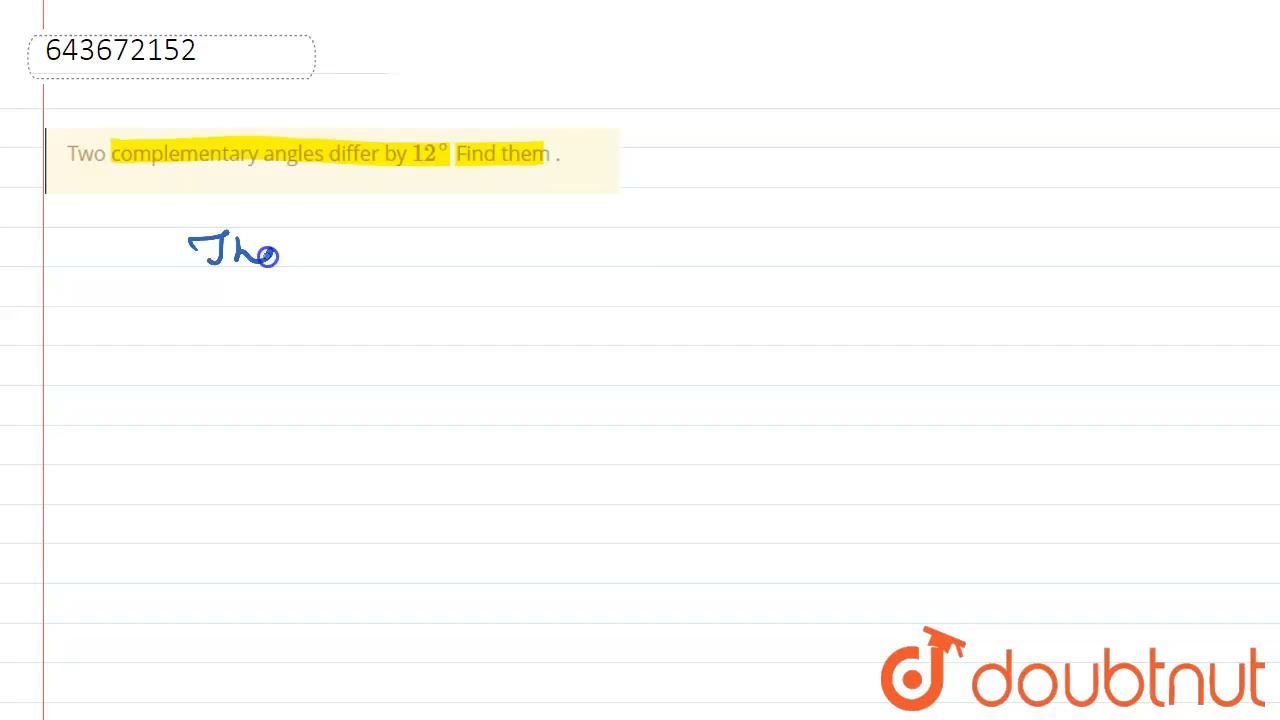 643672152
Two complementary angles differ by 12° Find them .
The
doubtnut